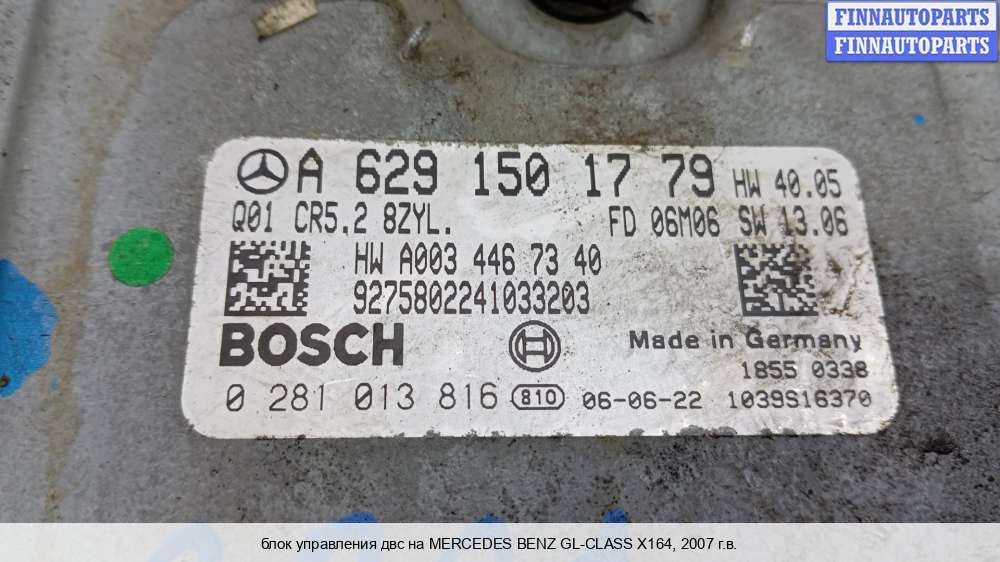 FINNAUTOPARTS
FINNAUTOPARTS
A 629 150 17 79 HW 40.05
Q01 CR5.2 8ZYL. FD 06M06 SW 13.06
HW A003 446 73 40
9275802241033203
BOSCH Made in Germany
1855 0338
0 281 013 816 810 06-06-22 1039S16370
блок управления двс на MERCEDES BENZ GL-CLASS X164, 2007 г.в.